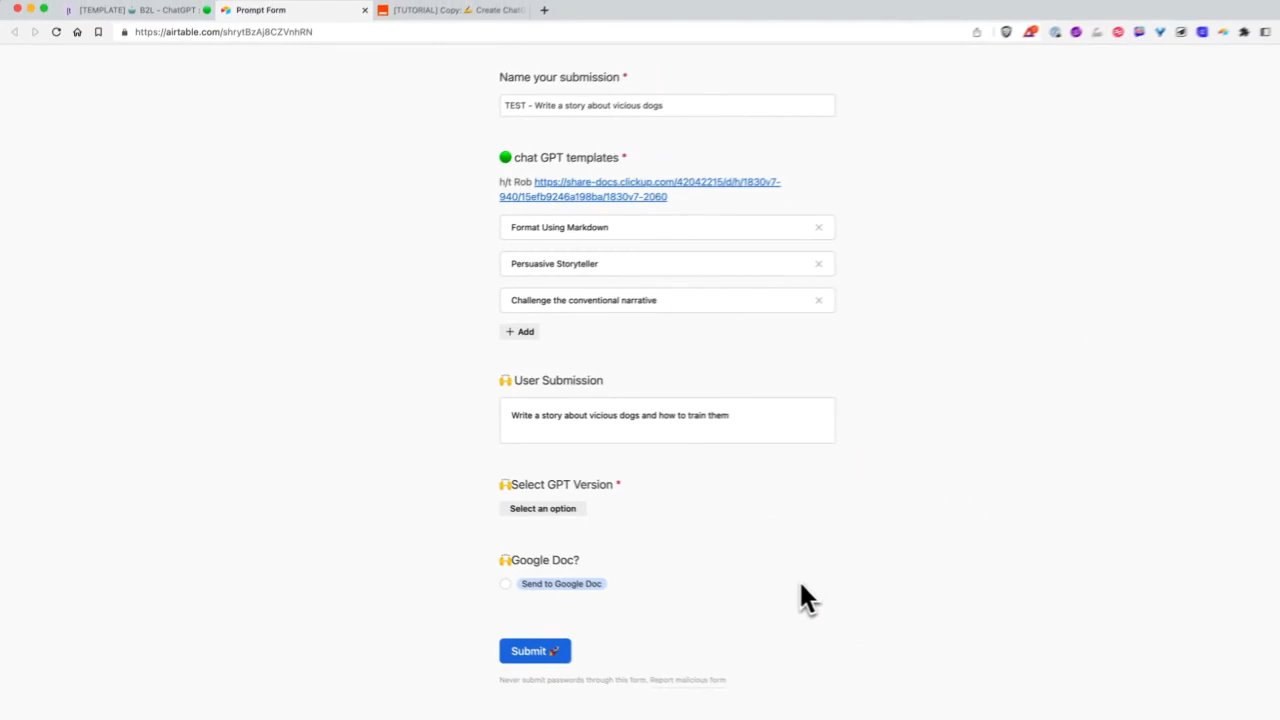 [TEMPLATE] 🤖 B2L - ChatGPT : 🟢
Prompt Form
[TUTORIAL] Copy: ✍️ Create Chat
https://airtable.com/shrytBzAj8CZVnhRN
Name your submission *
TEST - Write a story about vicious dogs
🟢 chat GPT templates *
h/t Rob https://share-docs.clickup.com/42042215/d/h/1830v7-
940/15efb9246a198ba/1830v7-2060
Format Using Markdown
Persuasive Storyteller
Challenge the conventional narrative
+ Add
🙌 User Submission
Write a story about vicious dogs and how to train them
🙌Select GPT Version *
Select an option
🙌Google Doc?
Send to Google Doc
Submit 🚀
Never submit passwords through this form. Report malicious form